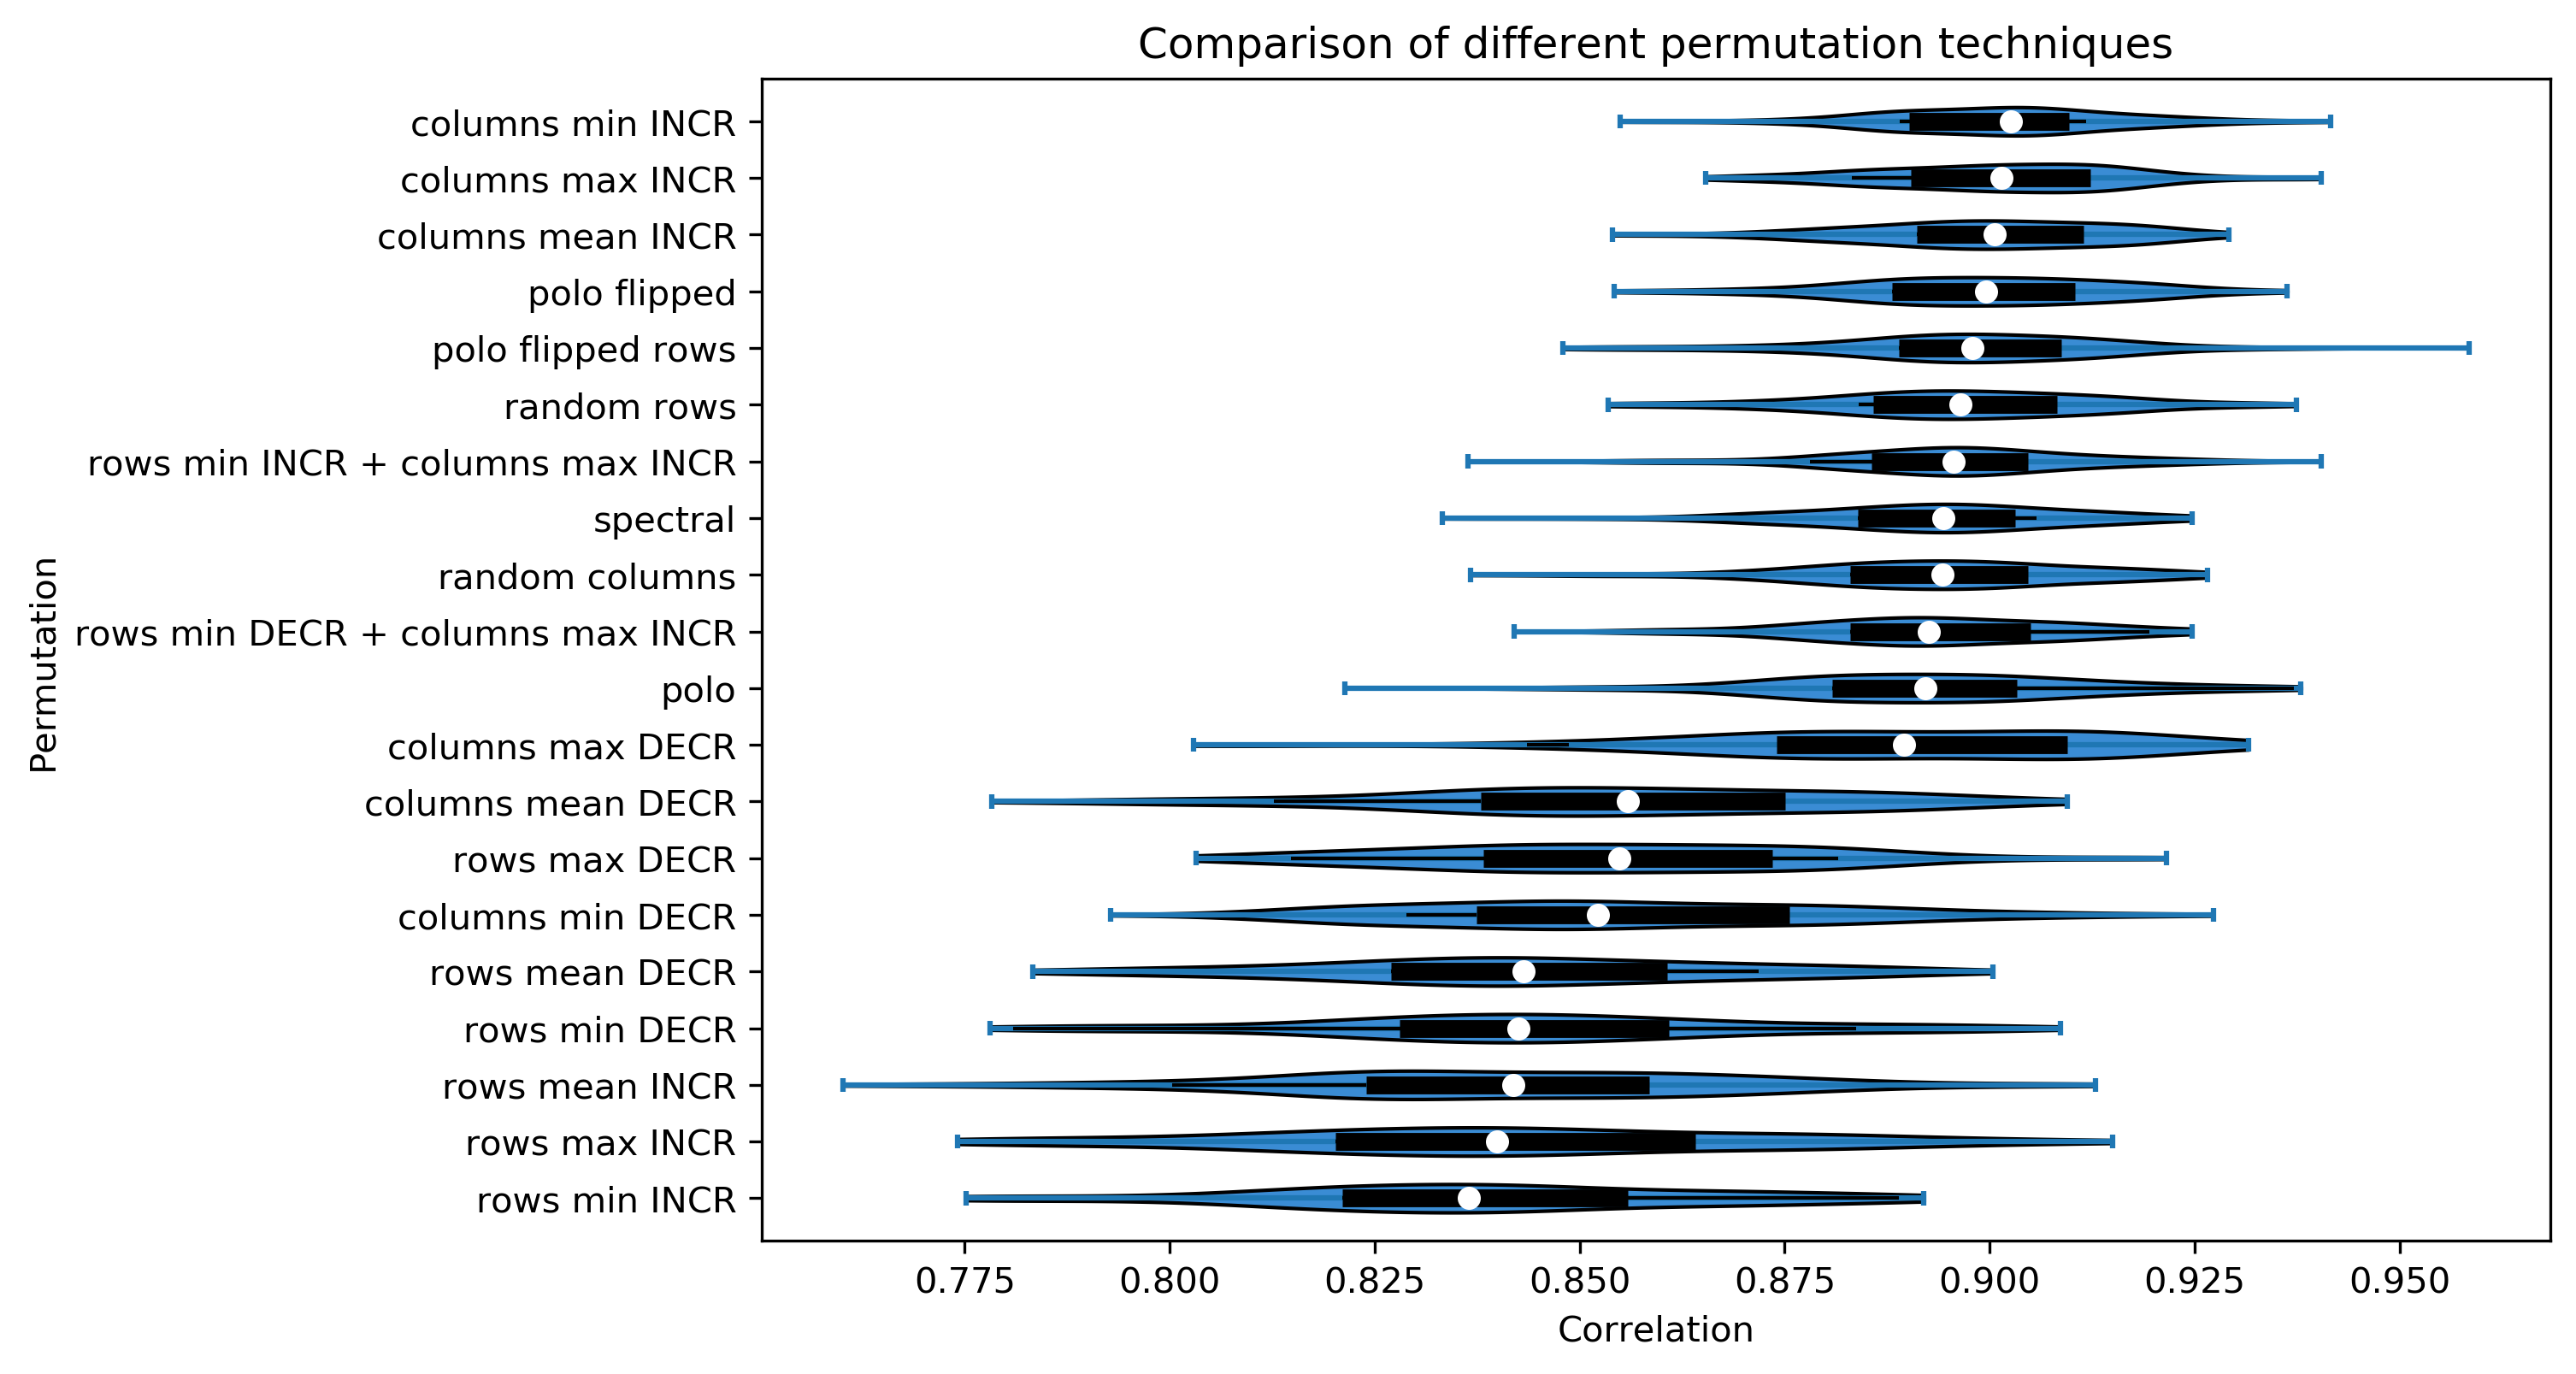 Comparison of different permutation techniques
Permutation
columns min INCR
columns max INCR
columns mean INCR
polo flipped
polo flipped rows
random rows
rows min INCR + columns max INCR
spectral
random columns
rows min DECR + columns max INCR
polo
columns max DECR
columns mean DECR
rows max DECR
columns min DECR
rows mean DECR
rows min DECR
rows mean INCR
rows max INCR
rows min INCR
0.775 0.800 0.825 0.850 0.875 0.900 0.925 0.950
Correlation